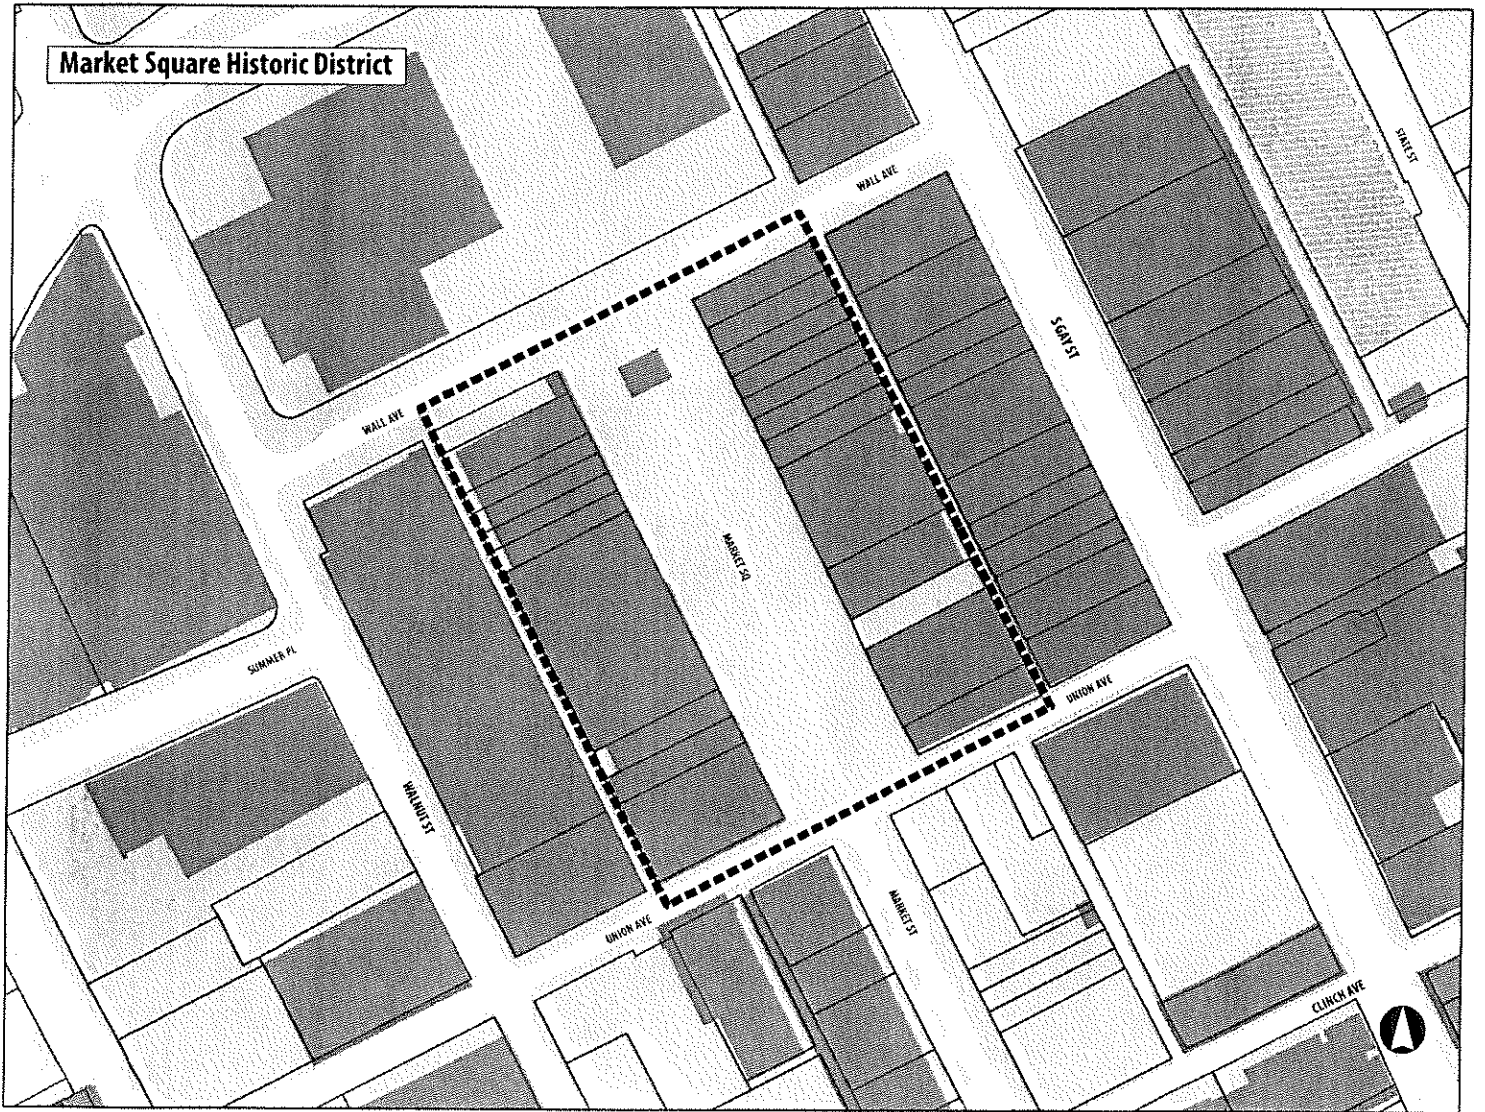 Market Square Historic District
STATE ST
WALL AVE
S GAY ST
WALL AVE
MARKET SQ
SUMMER PL
UNION AVE
WALNUT ST
MARKET ST
UNION AVE
CLINCH AVE